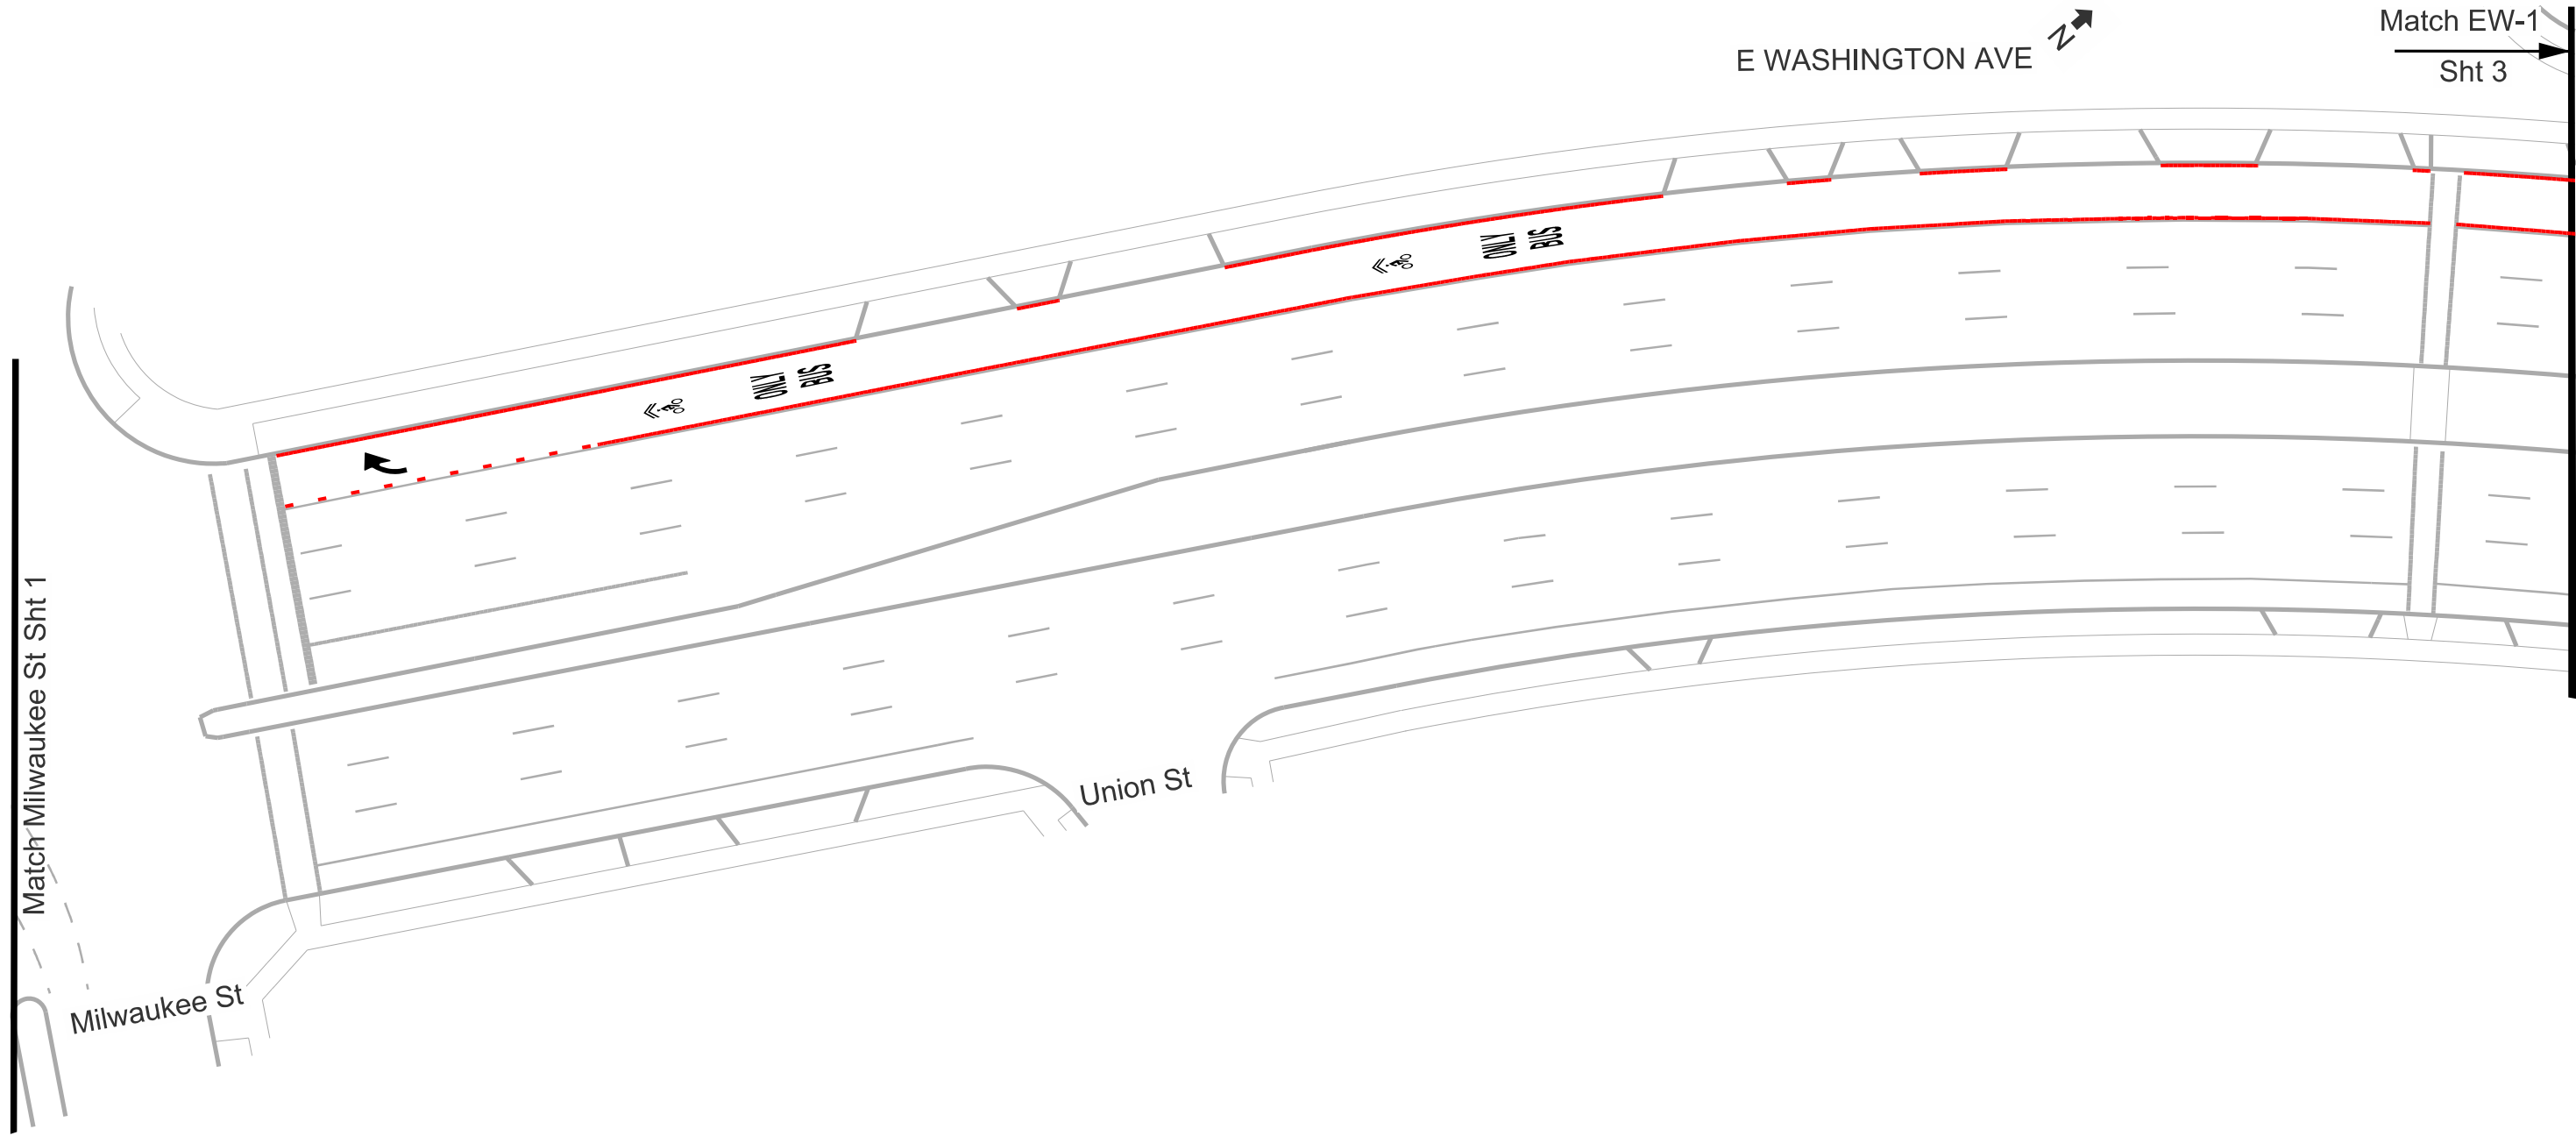 E WASHINGTON AVE
N
Match EW-1
Sht 3
ONLY
BUS
ONLY
BUS
Match Milwaukee St Sht 1
Union St
Milwaukee St